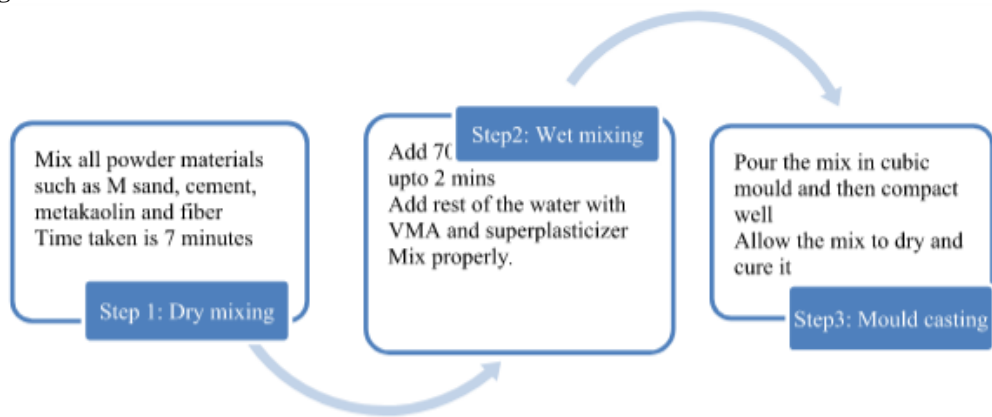 Mix all powder materials
such as M sand, cement,
metakaolin and fiber
Time taken is 7 minutes
Step 1: Dry mixing
Step2: Wet mixing
Add
upto 2 mins
Add rest of the water with
VMA and superplasticizer
Mix properly.
Pour the mix in cubic
mould and then compact
well
Allow the mix to dry and
cure it
Step3: Mould casting